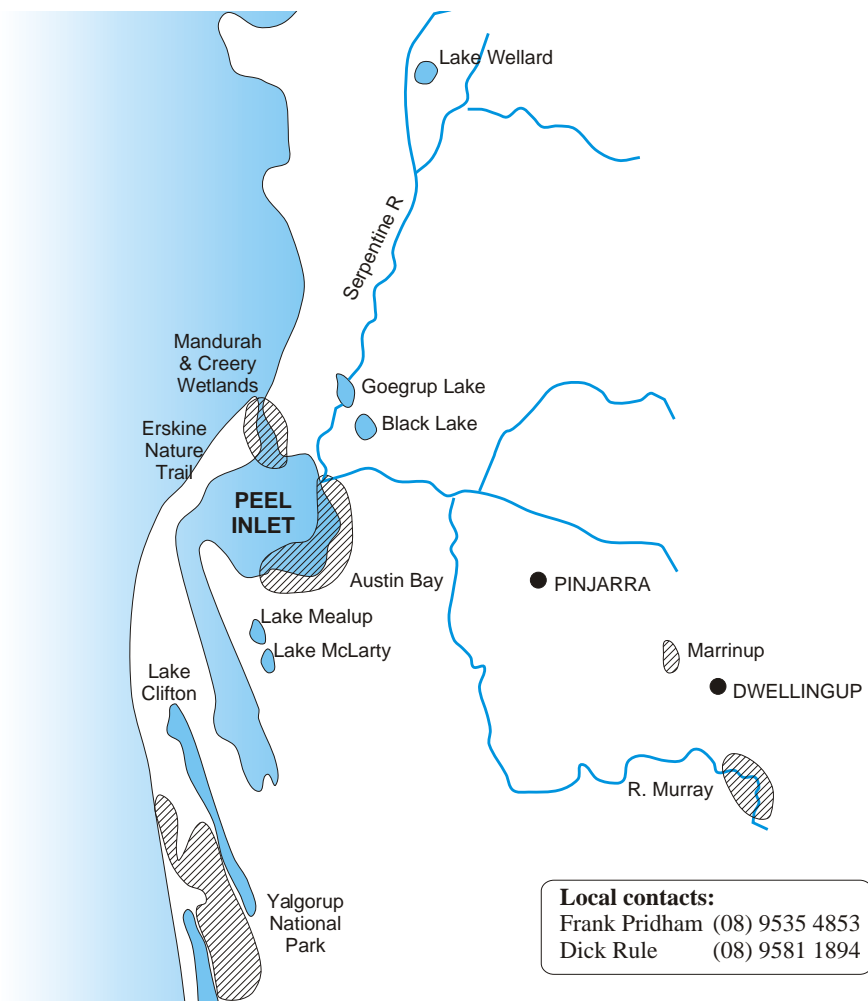 Lake Wellard
Serpentine R
Mandurah
& Creery
Wetlands
Goegrup Lake
Black Lake
Erskine
Nature
Trail
PEEL
INLET
Austin Bay
PINJARRA
Lake Mealup
Lake McLarty
Marrinup
Lake
Clifton
DWELLINGUP
R. Murray
Yalgorup
National
Park
Local contacts:
Frank Pridham (08) 9535 4853
Dick Rule (08) 9581 1894